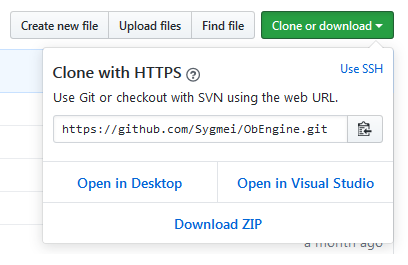 Create new file Upload files Find file Clone or download
Clone with HTTPS Use SSH
Use Git or checkout with SVN using the web URL.
https://github.com/Sygmei/ObEngine.git
Open in Desktop Open in Visual Studio
Download ZIP
a month ago